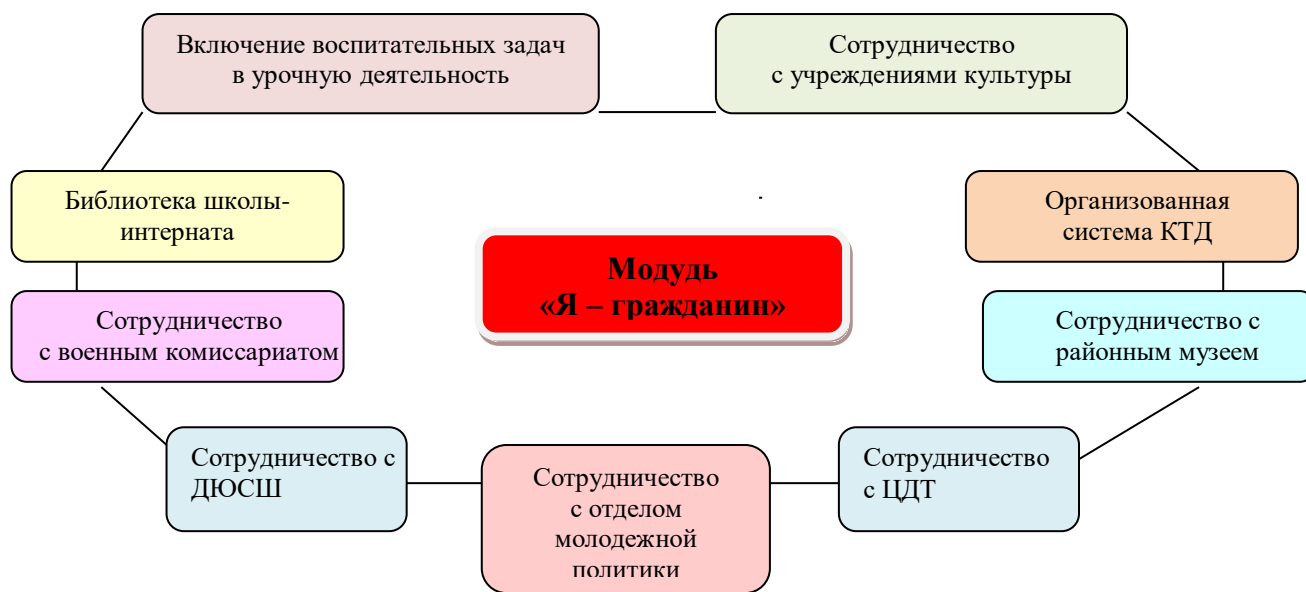 Включение воспитательных задач
в урочную деятельность
Сотрудничество
с учреждениями культуры
Библиотека школы-
интерната
Организованная
система КТД
Модудь
«Я – гражданин»
Сотрудничество
с военным комиссариатом
Сотрудничество с
районным музеем
Сотрудничество с
ДЮСШ
Сотрудничество
с отделом
молодежной
политики
Сотрудничество
с ЦДТ